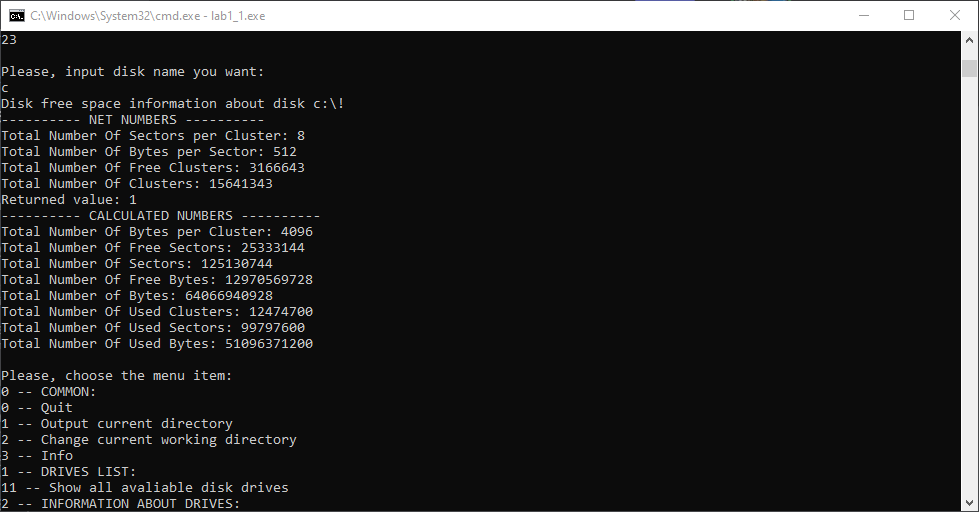 C:\Windows\System32\cmd.exe - lab1_1.exe
23
Please, input disk name you want:
c
Disk free space information about disk c:\!
---------- NET NUMBERS ----------
Total Number Of Sectors per Cluster: 8
Total Number Of Bytes per Sector: 512
Total Number Of Free Clusters: 3166643
Total Number Of Clusters: 15641343
Returned value: 1
---------- CALCULATED NUMBERS ----------
Total Number Of Bytes per Cluster: 4096
Total Number Of Free Sectors: 25333144
Total Number Of Sectors: 125130744
Total Number Of Free Bytes: 12970569728
Total Number of Bytes: 64066940928
Total Number Of Used Clusters: 12474700
Total Number Of Used Sectors: 99797600
Total Number Of Used Bytes: 51096371200
Please, choose the menu item:
0 -- COMMON:
0 -- Quit
1 -- Output current directory
2 -- Change current working directory
3 -- Info
1 -- DRIVES LIST:
11 -- Show all avaliable disk drives
2 -- INFORMATION ABOUT DRIVES: